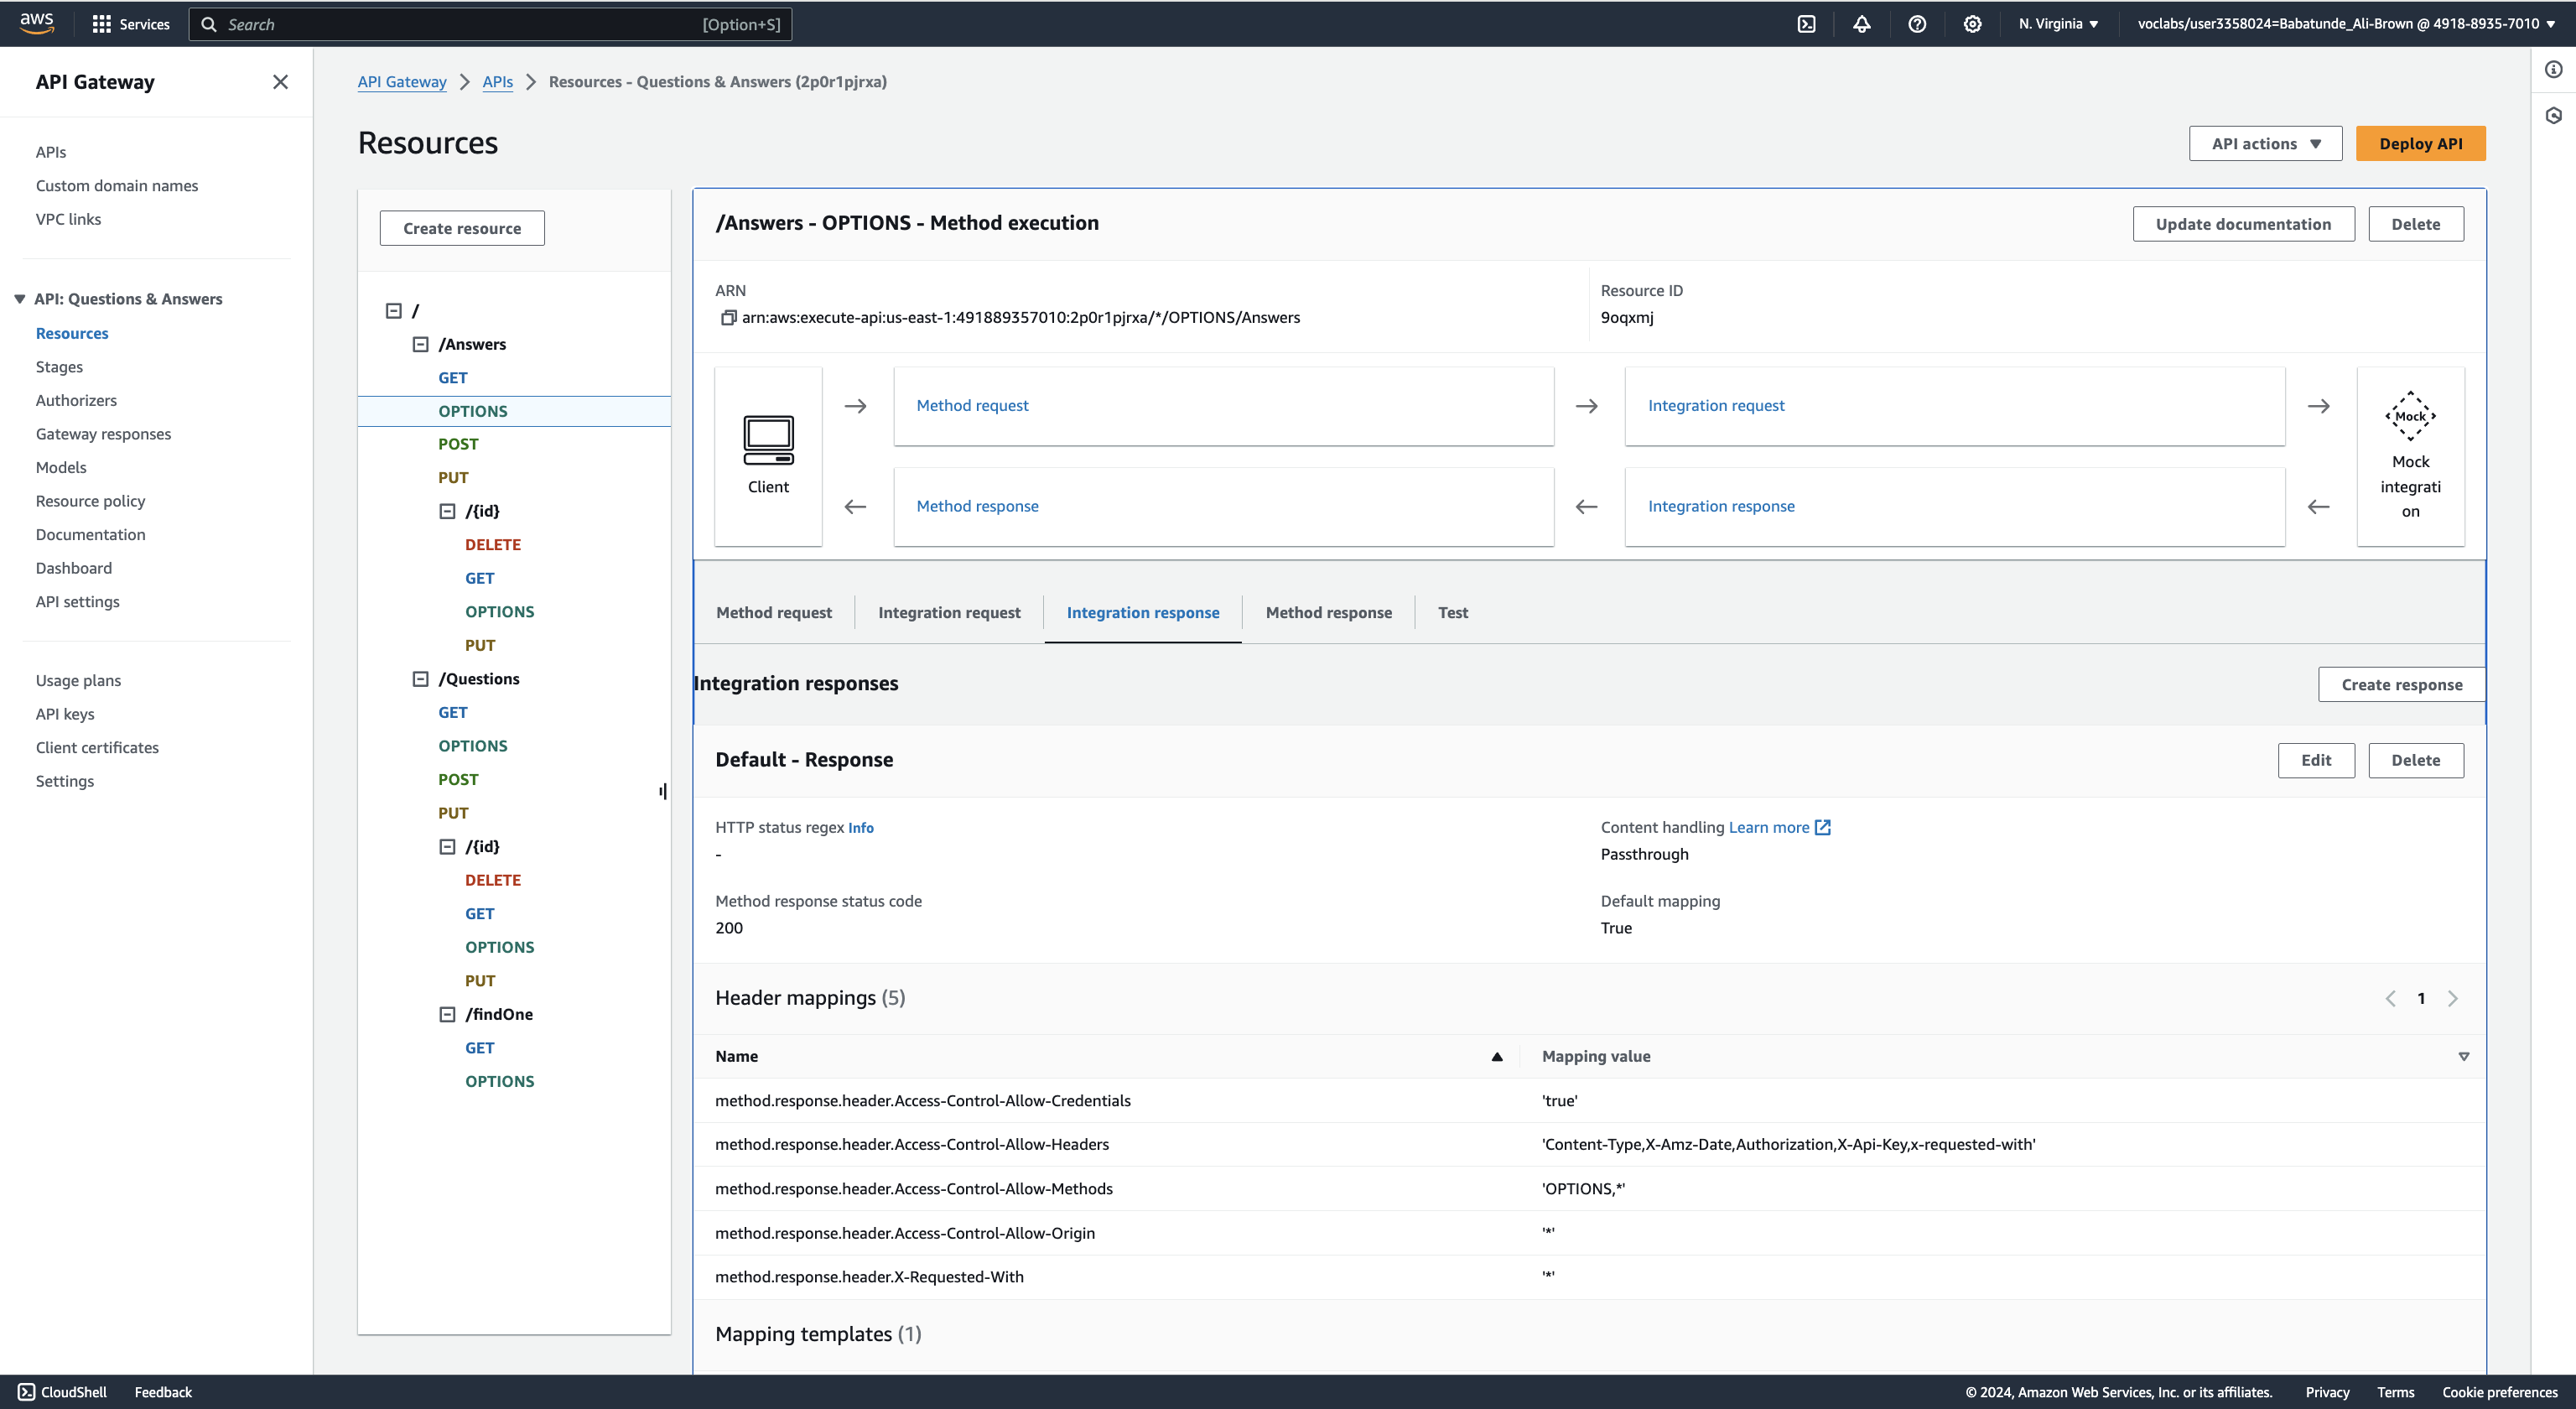 aws
Services
Search
[Option+S]
N. Virginia
voclabs/user3358024=Babatunde_Ali-Brown @ 4918-8935-7010
API Gateway
APIs
Custom domain names
VPC links
API: Questions & Answers
Resources
Stages
Authorizers
Gateway responses
Models
Resource policy
Documentation
Dashboard
API settings
Usage plans
API keys
Client certificates
Settings
API Gateway > APIs > Resources - Questions & Answers (2p0r1pjrxa)
Resources
API actions
Deploy API
Create resource
/
/Answers
GET
OPTIONS
POST
PUT
/{id}
DELETE
GET
OPTIONS
PUT
/Questions
GET
OPTIONS
POST
PUT
/{id}
DELETE
GET
OPTIONS
PUT
/findOne
GET
OPTIONS
/Answers - OPTIONS - Method execution
Update documentation
Delete
ARN
arn:aws:execute-api:us-east-1:491889357010:2p0r1pjrxa/*/OPTIONS/Answers
Resource ID
9oqxmj
Client
Method request
Integration request
Method response
Integration response
Mock
Mock
integrati
on
Method request
Integration request
Integration response
Method response
Test
Integration responses
Create response
Default - Response
Edit
Delete
HTTP status regex Info
-
Content handling Learn more
Passthrough
Method response status code
200
Default mapping
True
Header mappings (5)
1
Name
Mapping value
method.response.header.Access-Control-Allow-Credentials
'true'
method.response.header.Access-Control-Allow-Headers
'Content-Type,X-Amz-Date,Authorization,X-Api-Key,x-requested-with'
method.response.header.Access-Control-Allow-Methods
'OPTIONS,*'
method.response.header.Access-Control-Allow-Origin
'*'
method.response.header.X-Requested-With
'*'
Mapping templates (1)
CloudShell
Feedback
© 2024, Amazon Web Services, Inc. or its affiliates.
Privacy
Terms
Cookie preferences